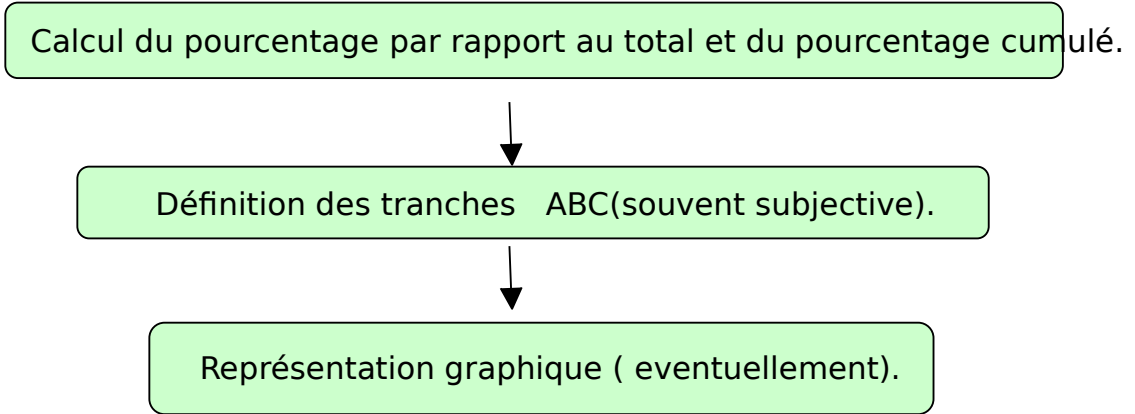 Calcul du pourcentage par rapport au total et du pourcentage cumulé.
Définition des tranches   ABC(souvent subjective).
Représentation graphique ( eventuellement).